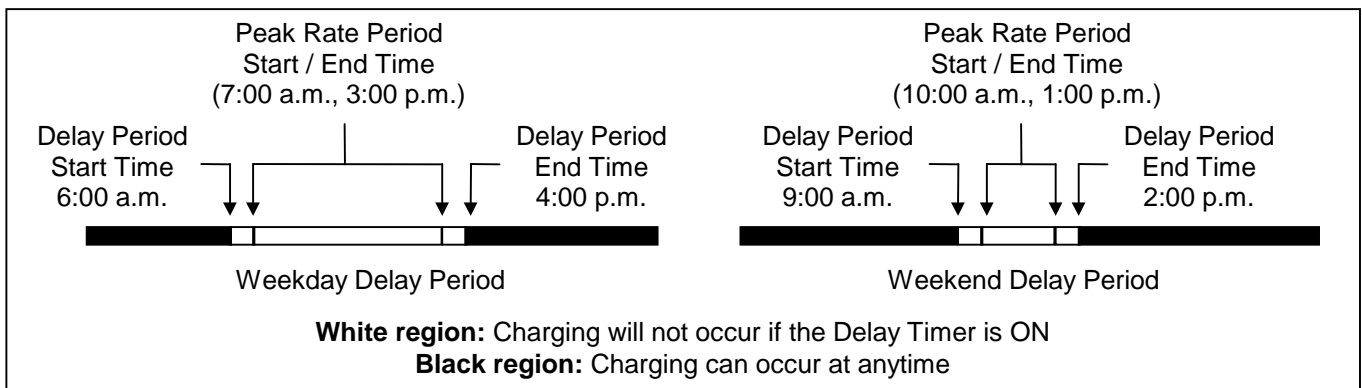 Peak Rate Period
Start / End Time
(7:00 a.m., 3:00 p.m.)
Delay Period
Start Time
6:00 a.m.
Delay Period
End Time
4:00 p.m.
Weekday Delay Period
Peak Rate Period
Start / End Time
(10:00 a.m., 1:00 p.m.)
Delay Period
Start Time
9:00 a.m.
Delay Period
End Time
2:00 p.m.
Weekend Delay Period
White region: Charging will not occur if the Delay Timer is ON
Black region: Charging can occur at anytime